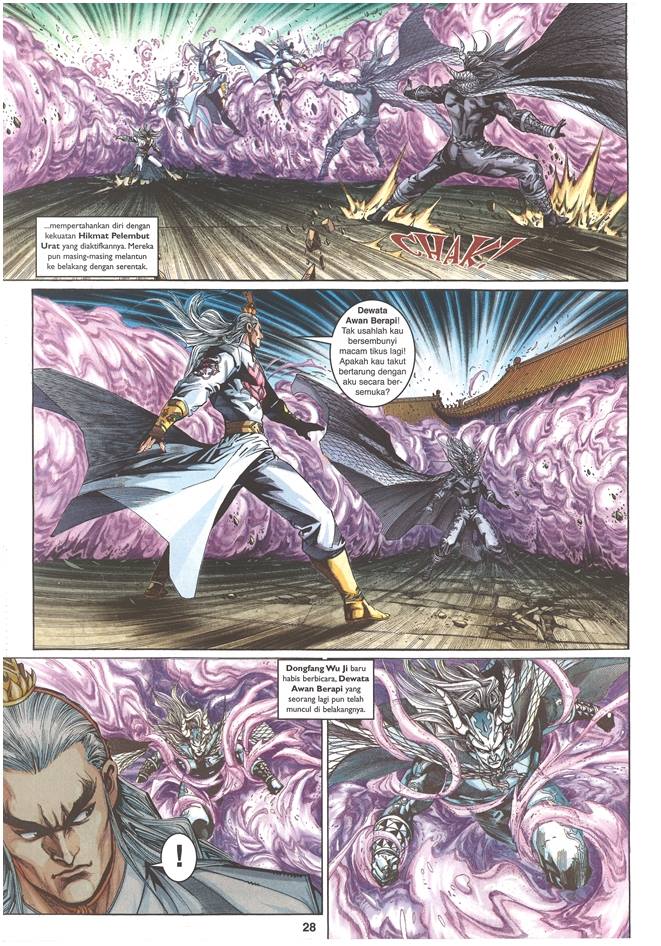 ...mempertahankan diri dengan
kekuatan Hikmat Pelembut
Urat yang diaktifkannya. Mereka
pun masing-masing melantun
ke belakang dengan serentak.
CHAK!
Dewata
Awan Berapi!
Tak usahlah kau
bersembunyi
macam tikus lagi!
Apakah kau takut
bertarung dengan
aku secara ber-
semuka?
Dongfang Wu Ji baru
habis berbicara, Dewata
Awan Berapi yang
seorang lagi pun telah
muncul di belakangnya.
!
28